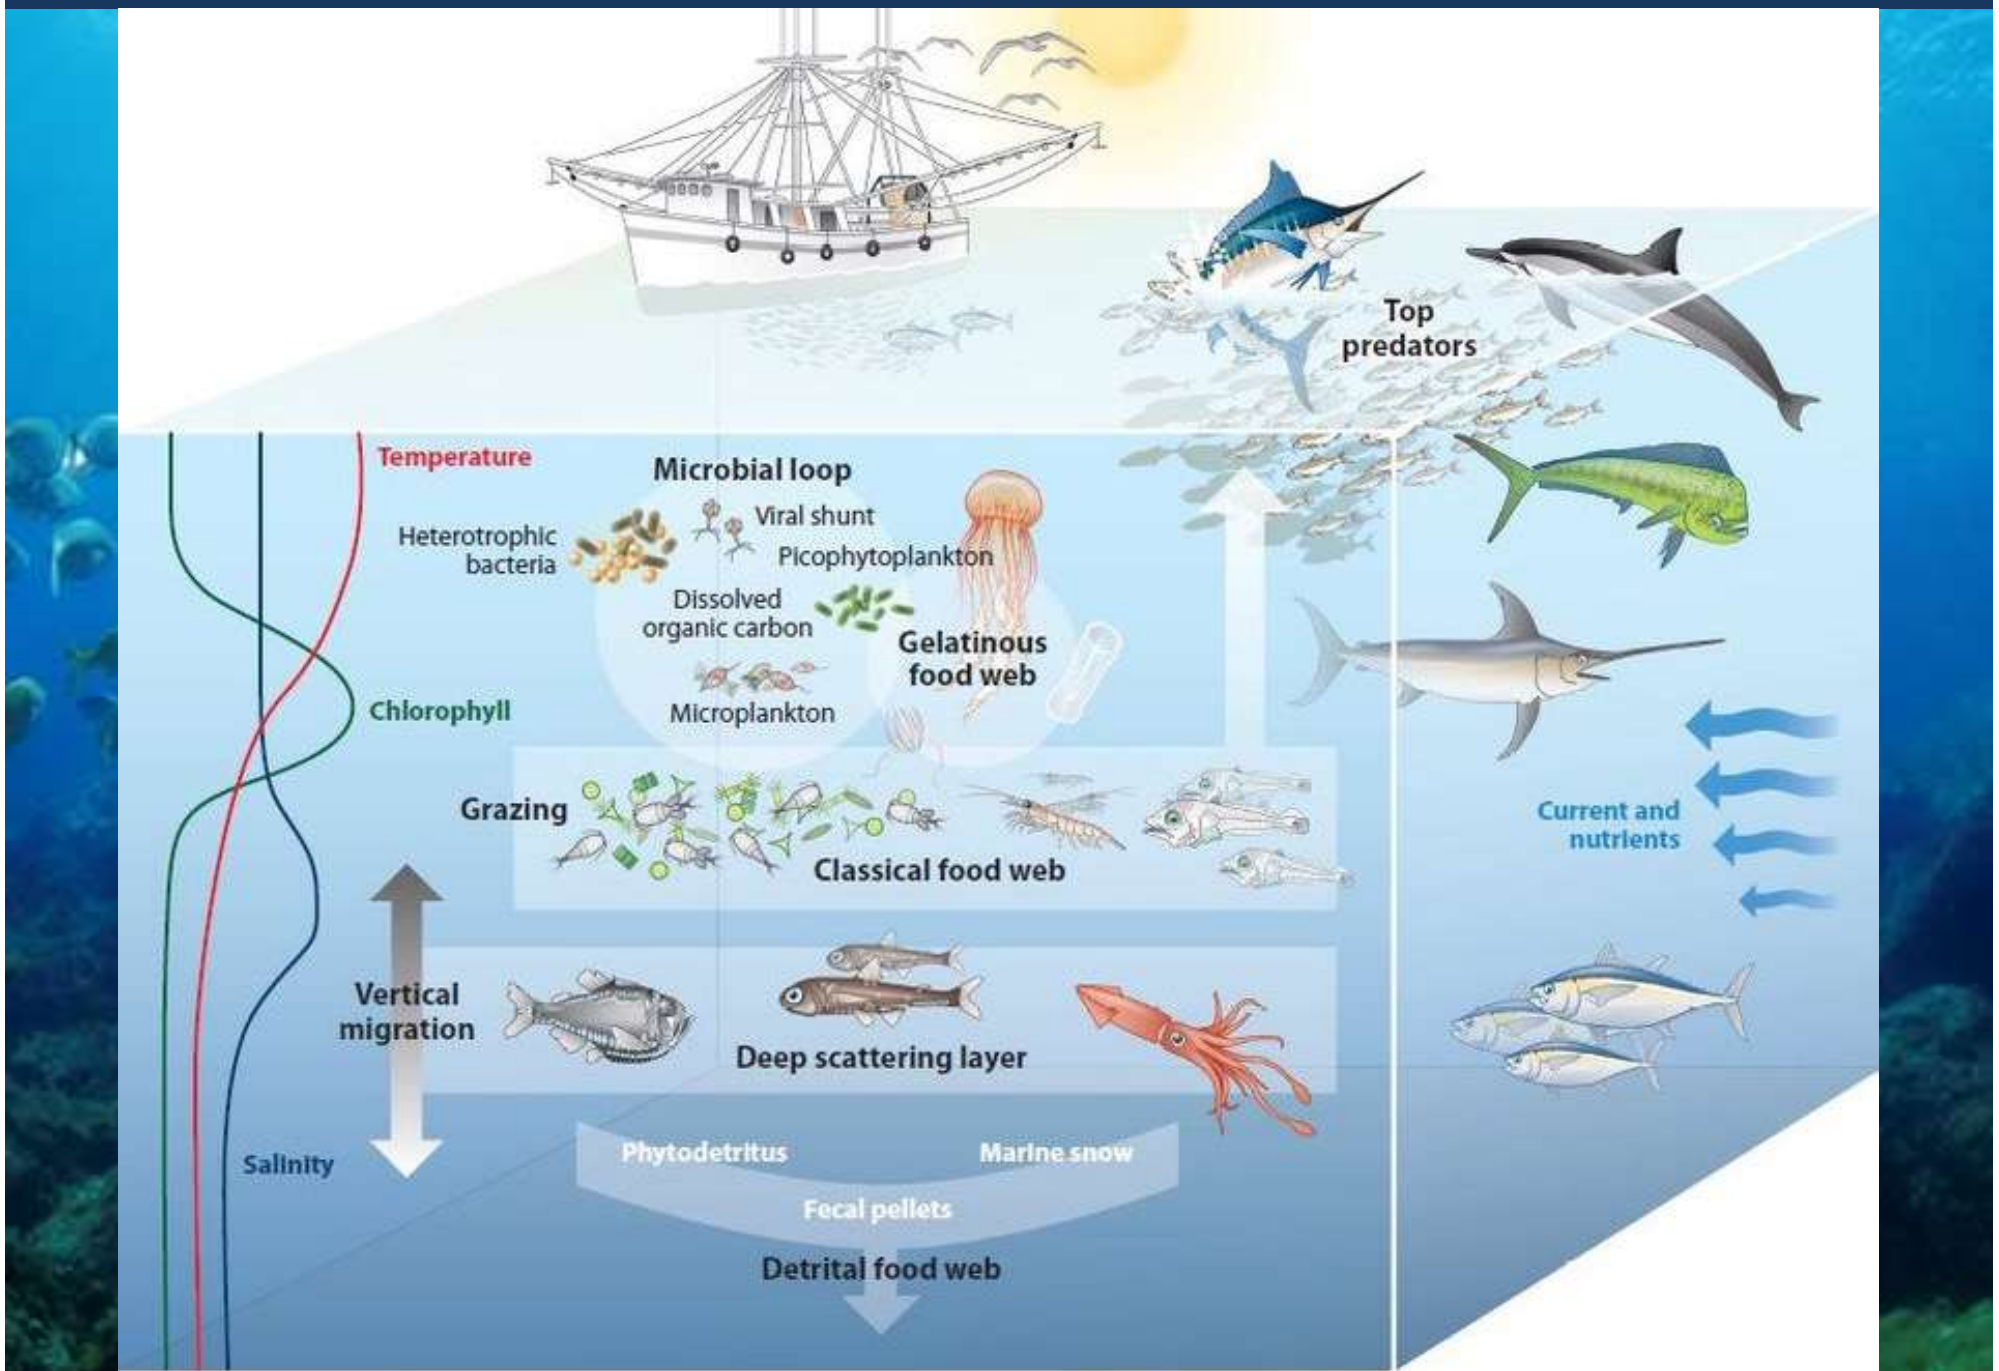 Top
predators
Temperature
Microbial loop
Viral shunt
Heterotrophic
bacteria
Picophytoplankton
Dissolved
organic carbon
Gelatinous
food web
Chlorophyll
Microplankton
Grazing
Classical food web
Current and
nutrients
Vertical
migration
Deep scattering layer
Salinity
Phytodetritus
Marine snow
Fecal pellets
Detrital food web